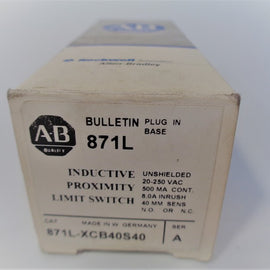 Rockwell Automation
Allen-Bradley
AB
QUALITY
BULLETIN
871L
PLUG IN
BASE
INDUCTIVE
PROXIMITY
LIMIT SWITCH
UNSHIELDED
20-250 VAC
500 MA CONT.
8.0A INRUSH
40 MM SENS
N.O. OR N.C.
CAT
MADE IN W. GERMANY
SER
871L-XCB40S40
A